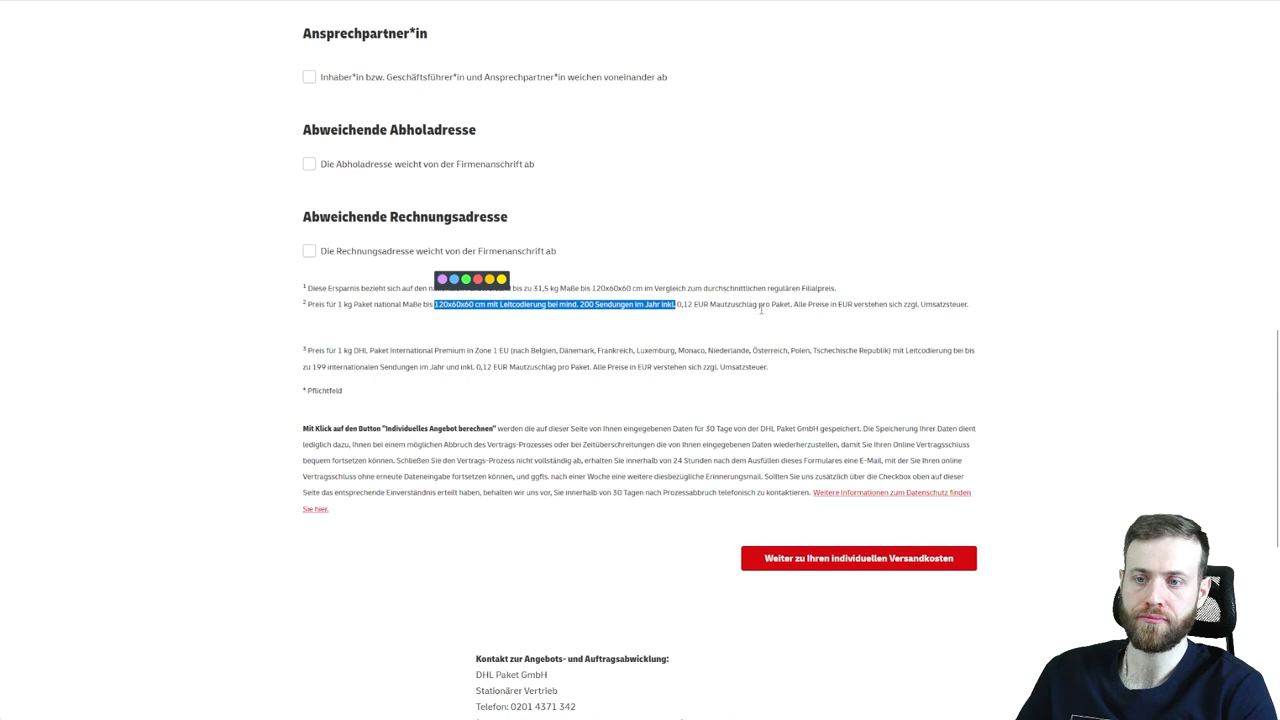 Ansprechpartner*in
Inhaber*in bzw. Geschäftsführer*in und Ansprechpartner*in weichen voneinander ab
Abweichende Abholadresse
Die Abholadresse weicht von der Firmenanschrift ab
Abweichende Rechnungsadresse
Die Rechnungsadresse weicht von der Firmenanschrift ab
1 Diese Ersparnis bezieht sich auf den bis zu 31,5 kg Maße bis 120x60x60 cm im Vergleich zum durchschnittlichen regulären Filialpreis.
2 Preis für 1 kg Paket national Maße bis 120x60x60 cm mit Leitcodierung bei mind. 200 Sendungen im Jahr inkl. 0,12 EUR Mautzuschlag pro Paket. Alle Preise in EUR verstehen sich zzgl. Umsatzsteuer.
3 Preis für 1 kg DHL Paket International Premium in Zone 1 EU (nach Belgien, Dänemark, Frankreich, Luxemburg, Monaco, Niederlande, Österreich, Polen, Tschechische Republik) mit Leitcodierung bei bis
zu 199 internationalen Sendungen im Jahr und inkl. 0,12 EUR Mautzuschlag pro Paket. Alle Preise in EUR verstehen sich zzgl. Umsatzsteuer.
* Pflichtfeld
Mit Klick auf den Button "Individuelles Angebot berechnen" werden die auf dieser Seite von Ihnen eingegebenen Daten für 30 Tage von der DHL Paket GmbH gespeichert. Die Speicherung Ihrer Daten dient
lediglich dazu, Ihnen bei einem möglichen Abbruch des Vertrags-Prozesses oder bei Zeitüberschreitungen die von Ihnen eingegebenen Daten wiederherzustellen, damit Sie Ihren Online Vertragsschluss
bequem fortsetzen können. Schließen Sie den Vertrags-Prozess nicht vollständig ab, erhalten Sie innerhalb von 24 Stunden nach dem Ausfüllen dieses Formulares eine E-Mail, mit der Sie Ihren online
Vertragsschluss ohne erneute Dateneingabe fortsetzen können, und ggfls. nach einer Woche eine weitere diesbezügliche Erinnerungsmail. Sollten Sie uns zusätzlich über die Checkbox oben auf dieser
Seite das entsprechende Einverständnis erteilt haben, behalten wir uns vor, Sie innerhalb von 30 Tagen nach Prozessabbruch telefonisch zu kontaktieren. Weitere Informationen zum Datenschutz finden
Sie hier.
Weiter zu Ihren individuellen Versandkosten
Kontakt zur Angebots- und Auftragsabwicklung:
DHL Paket GmbH
Stationärer Vertrieb
Telefon: 0201 4371 342